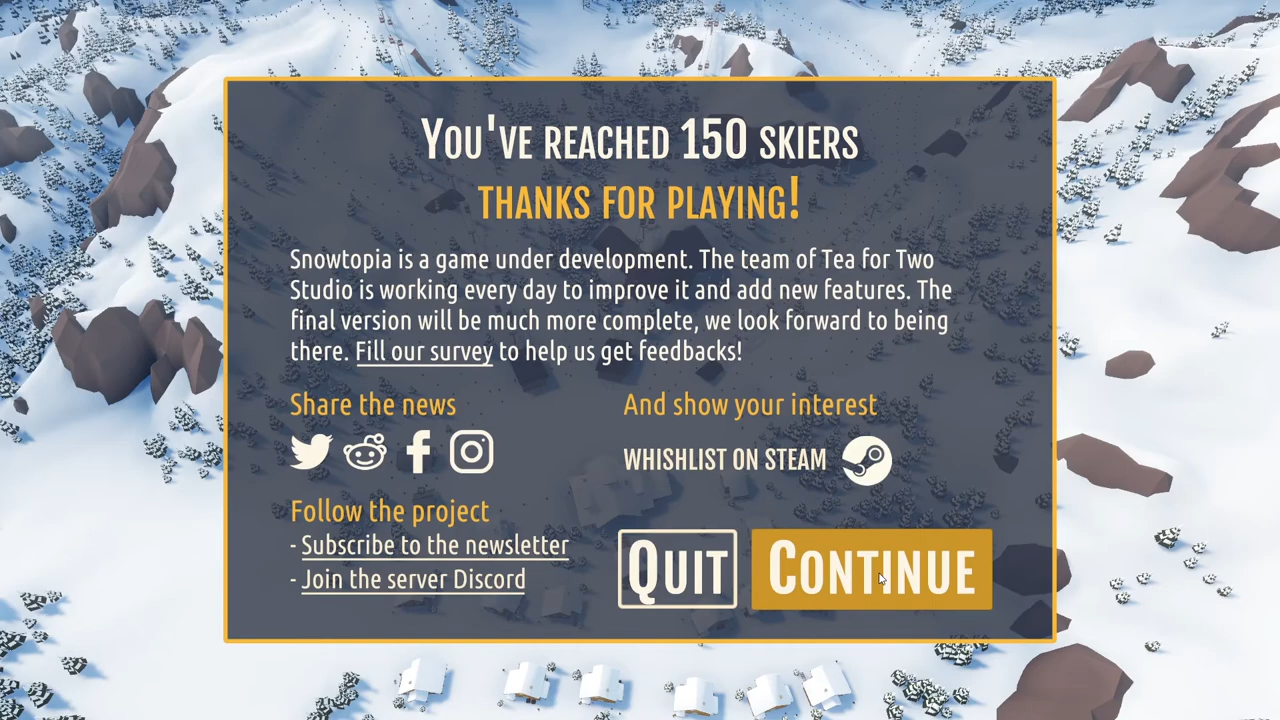 You've reached 150 skiers
thanks for playing!
Snowtopia is a game under development. The team of Tea for Two
Studio is working every day to improve it and add new features. The
final version will be much more complete, we look forward to being
there. Fill our survey to help us get feedbacks!
Share the news
And show your interest
WHISHLIST ON STEAM
Follow the project
- Subscribe to the newsletter
- Join the server Discord
Quit
Continue